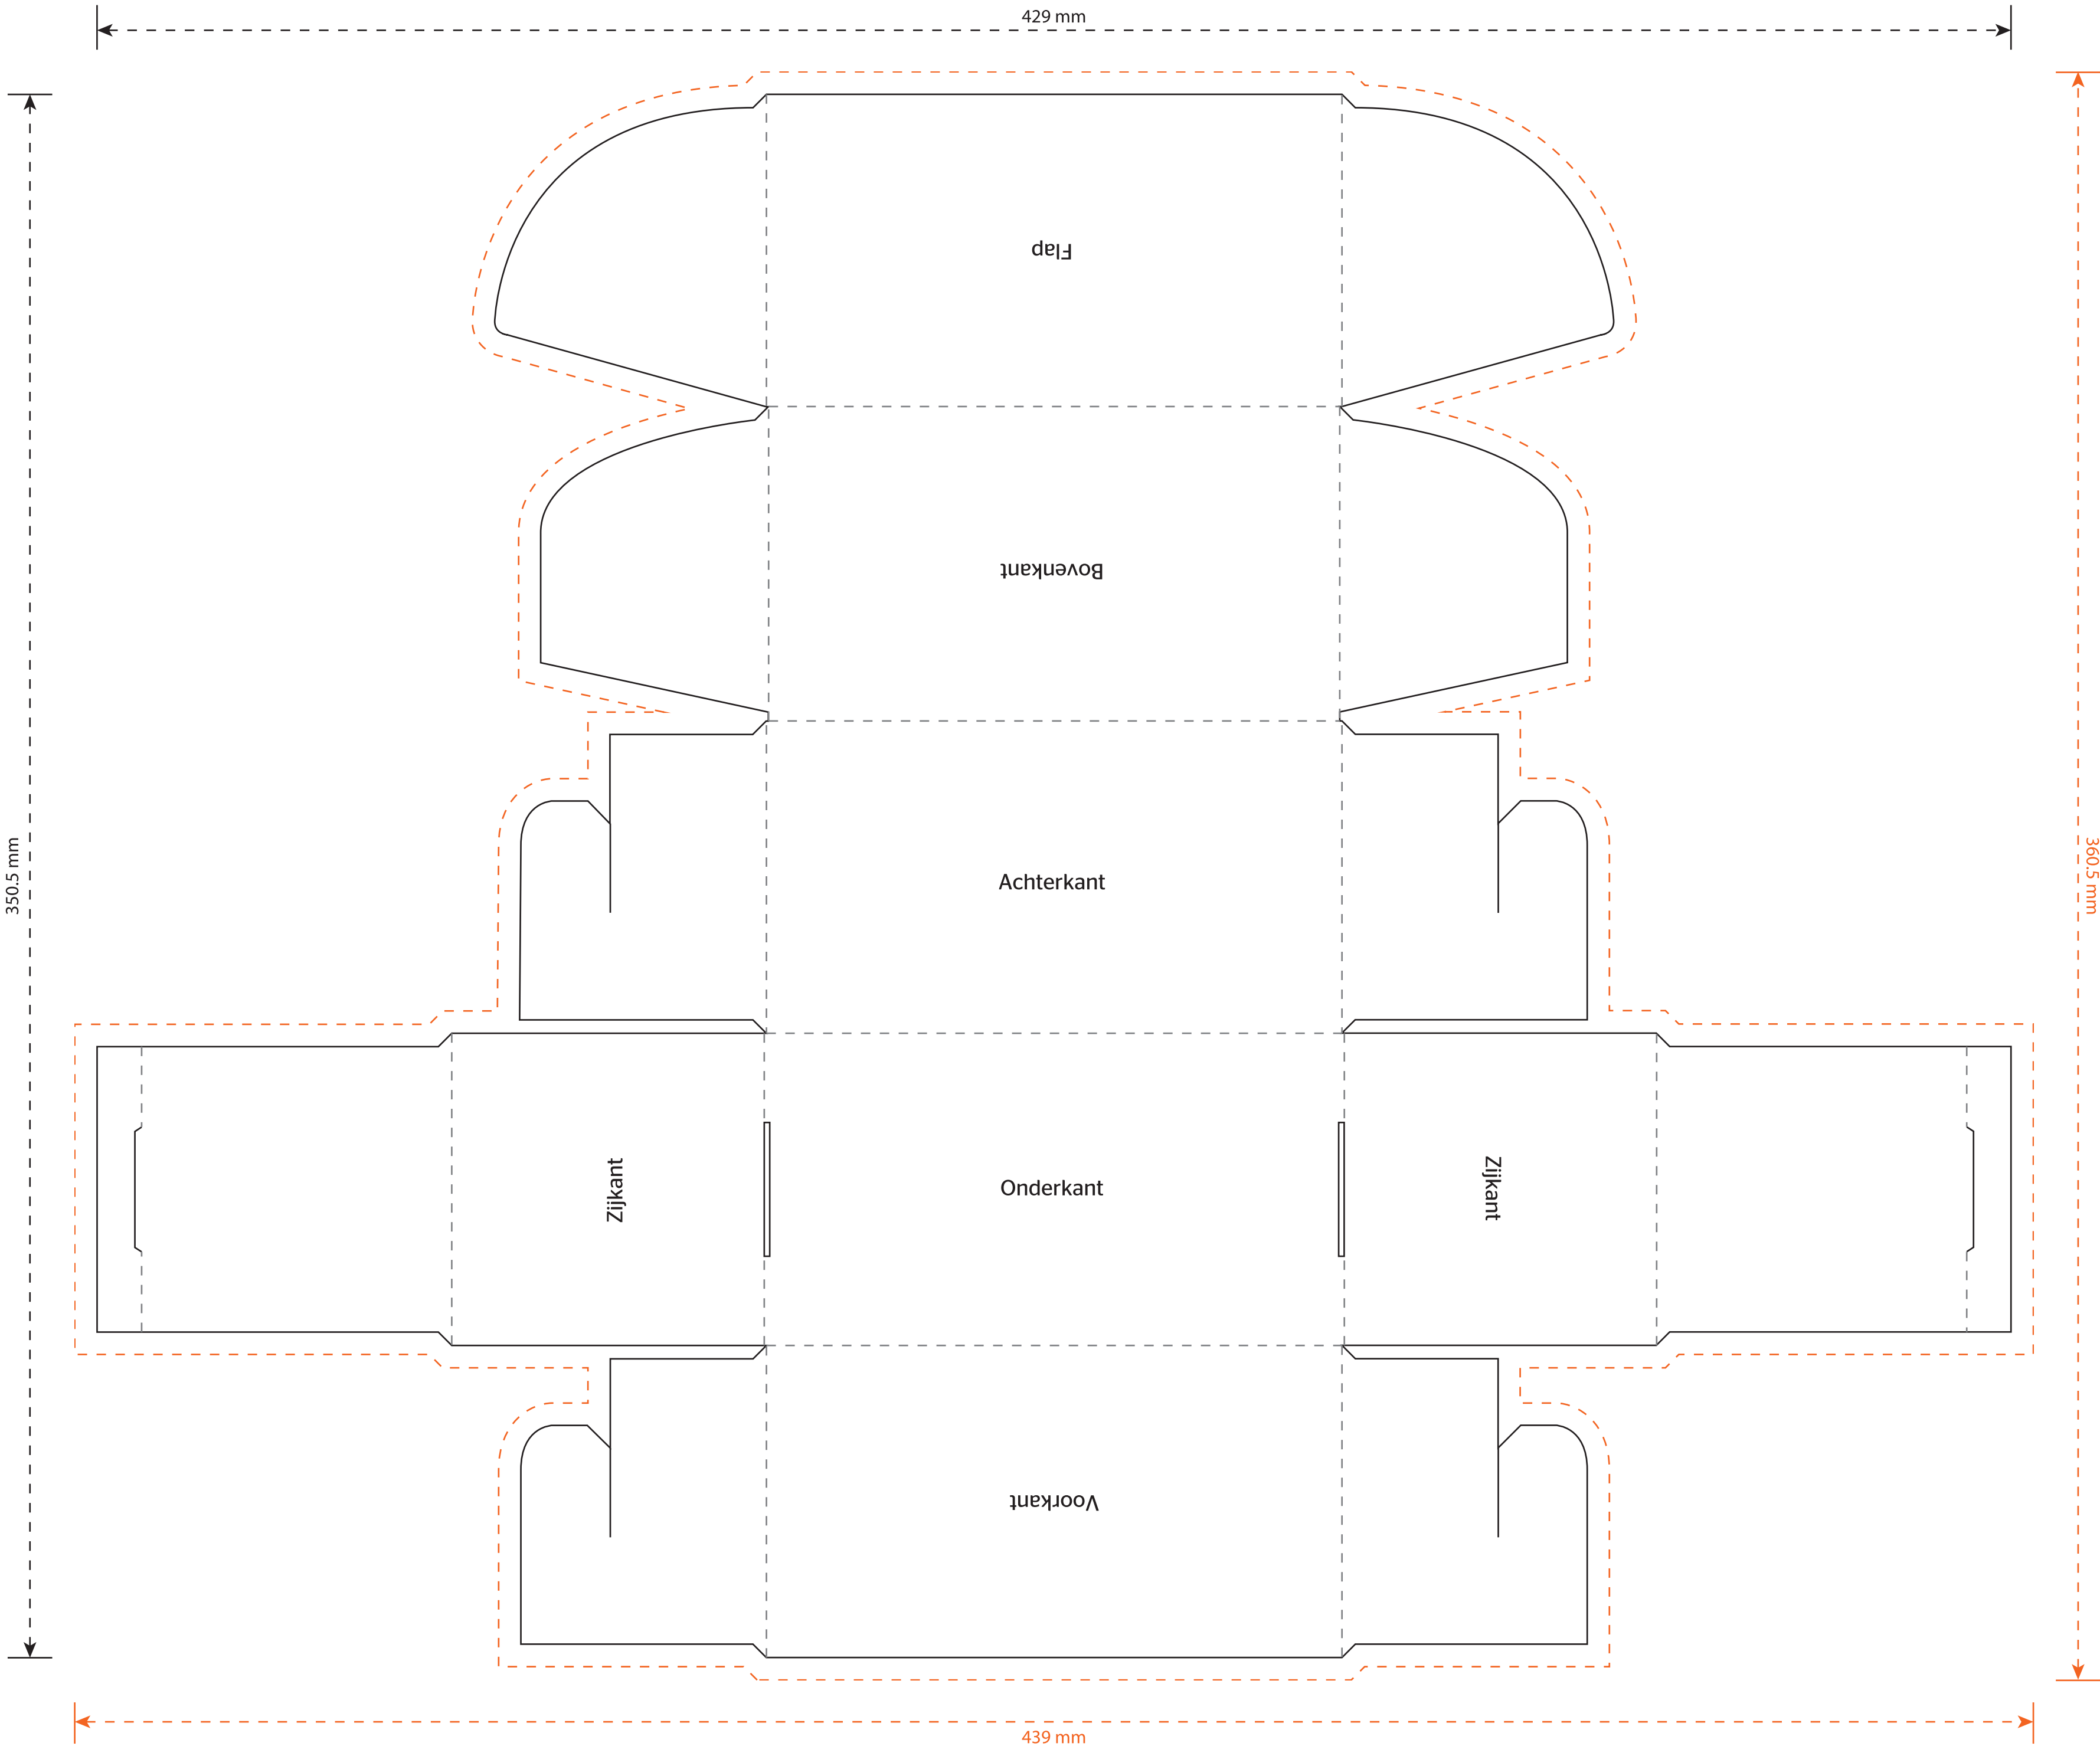 429 mm
Flap
Bovenkant
350.5 mm
Achterkant
360.5 mm
Zijkant
Onderkant
Zijkant
Voorkant
439 mm